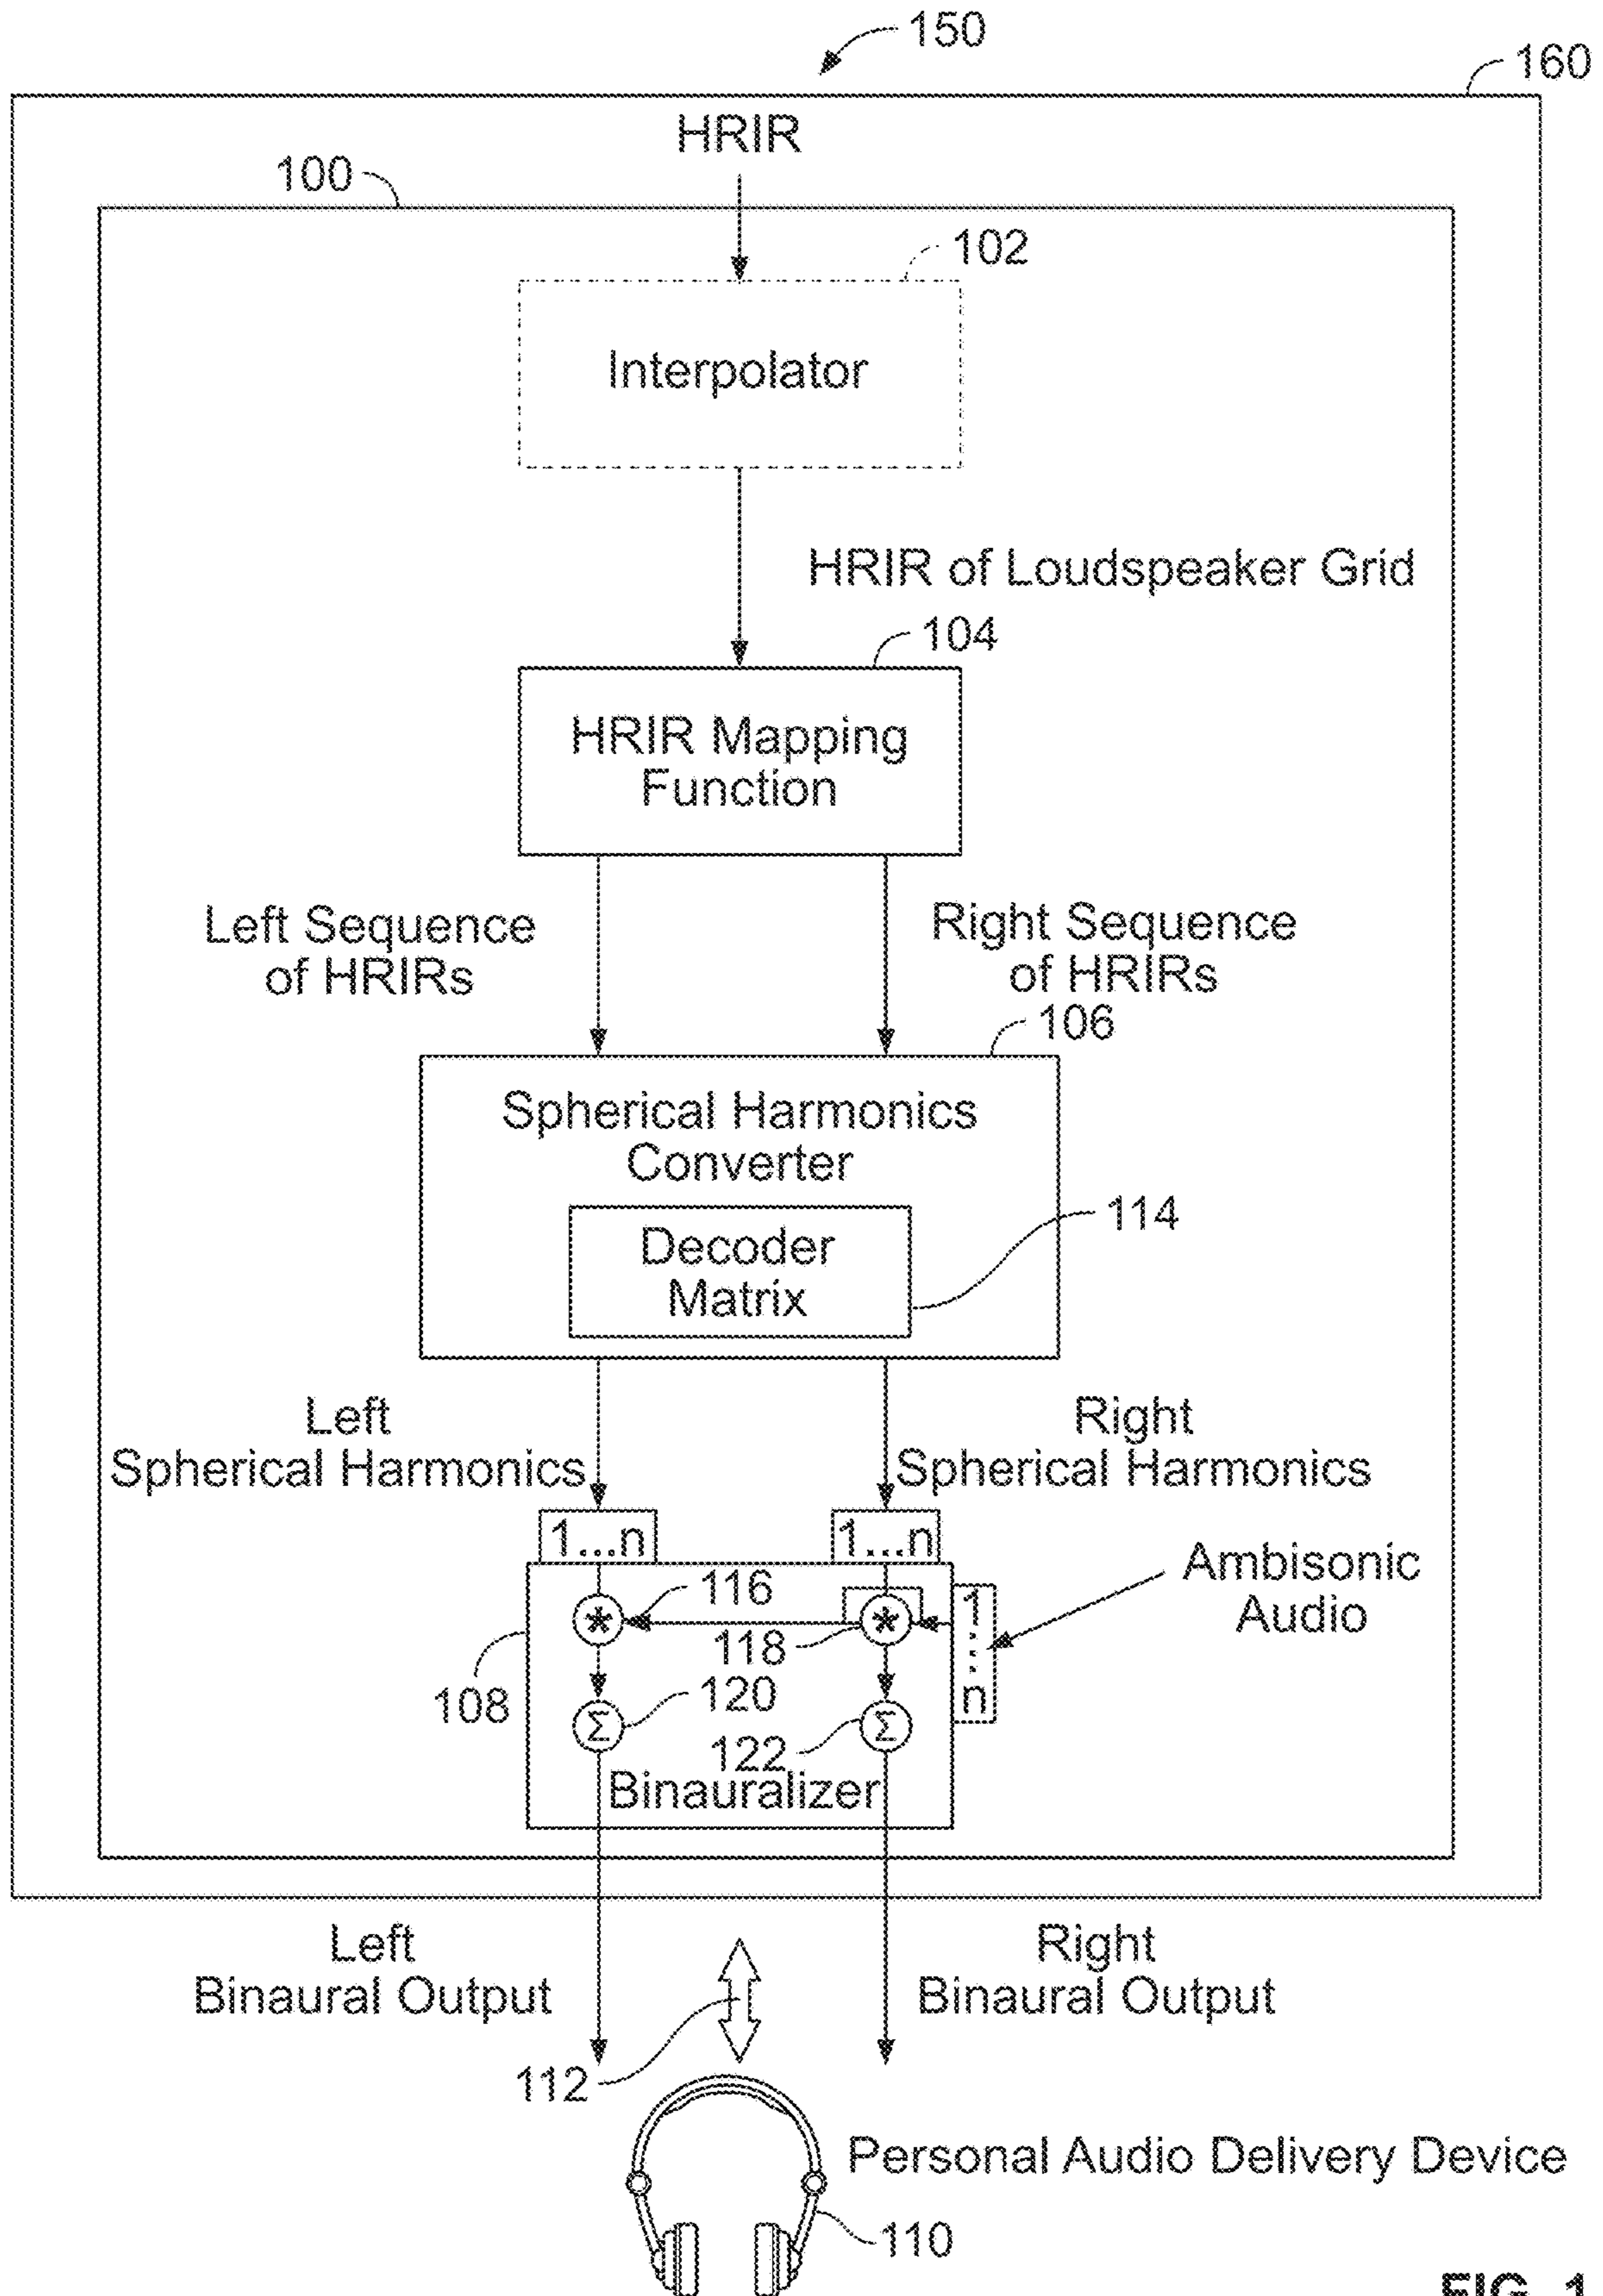 150
160
HRIR
100
102
Interpolator
HRIR of Loudspeaker Grid
104
HRIR Mapping
Function
Left Sequence
of HRIRs
Right Sequence
of HRIRs
106
Spherical Harmonics
Converter
Decoder
Matrix
114
Left
Spherical Harmonics
Right
Spherical Harmonics
1...n
1...n
116
*
*
118
1...n
Ambisonic
Audio
108
120
Σ
Σ
122
Binauralizer
Left
Binaural Output
Right
Binaural Output
112
Personal Audio Delivery Device
110
FIG. 1